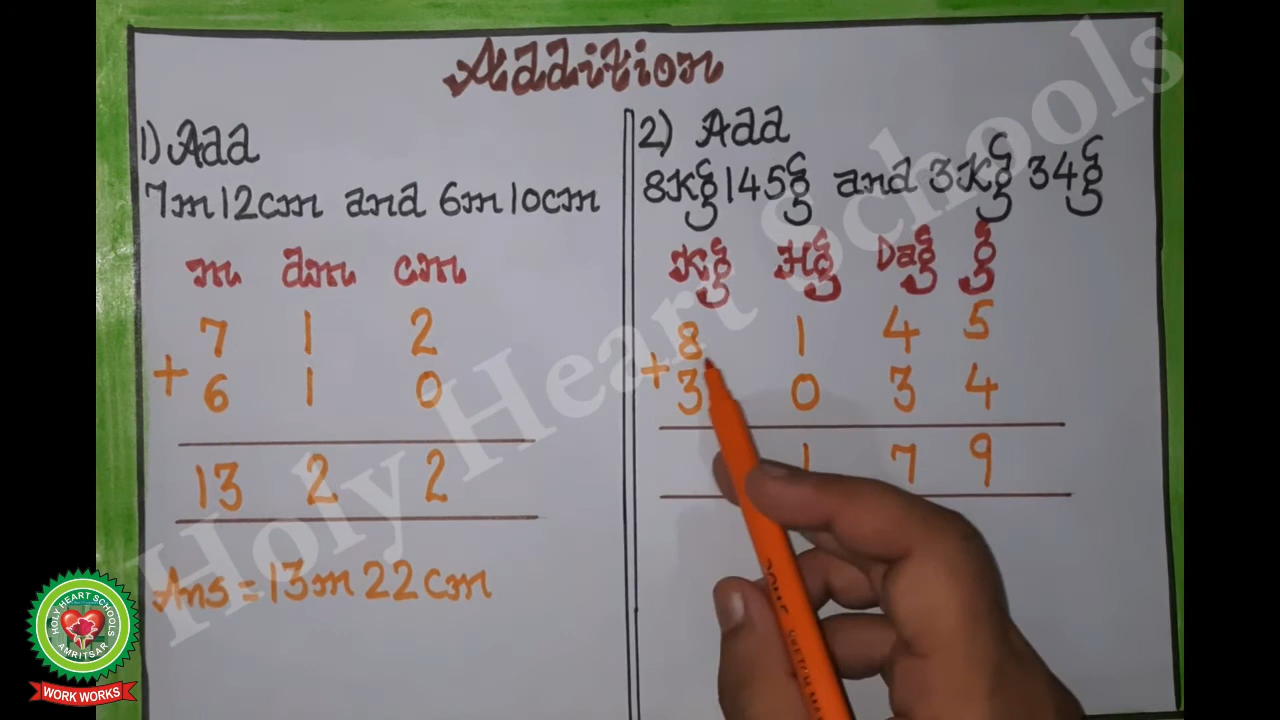 Addition
1) Add
7m 12cm and 6m 10cm
m dm cm
7 1 2
+ 6 1 0
13 2 2
Ans = 13m 22cm
2) Add
8Kg 145g and 3Kg 34g
Kg Hg Dag g
8 1 4 5
+ 3 0 3 4
1 7 9
Holy Heart Schools
HOLY HEART SCHOOLS
AMRITSAR
WORK WORKS